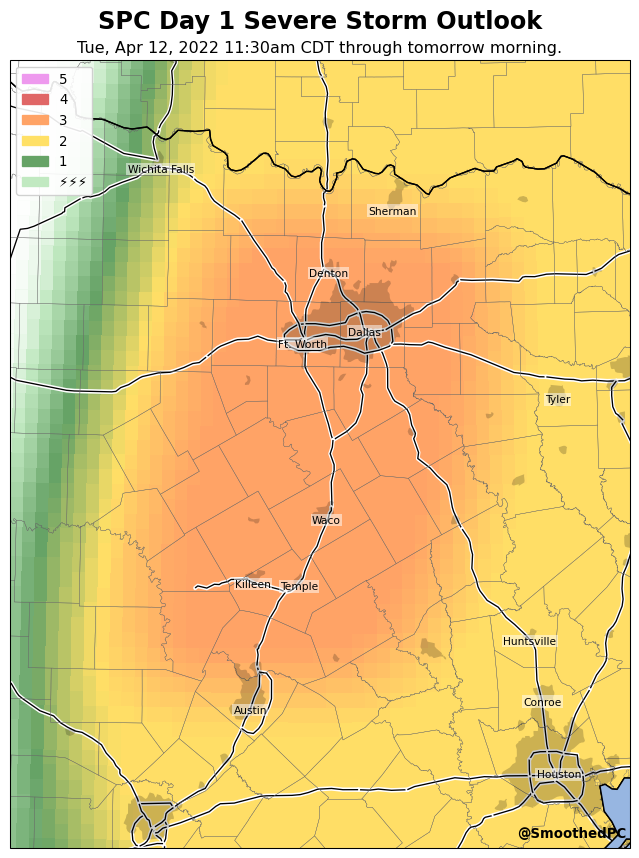 SPC Day 1 Severe Storm Outlook
Tue, Apr 12, 2022 11:30am CDT through tomorrow morning.
5
4
3
2
1
⚡⚡⚡
Wichita Falls
Sherman
Denton
Dallas
Ft. Worth
Tyler
Waco
Killeen
Temple
Huntsville
Conroe
Austin
Houston
@SmoothedPC